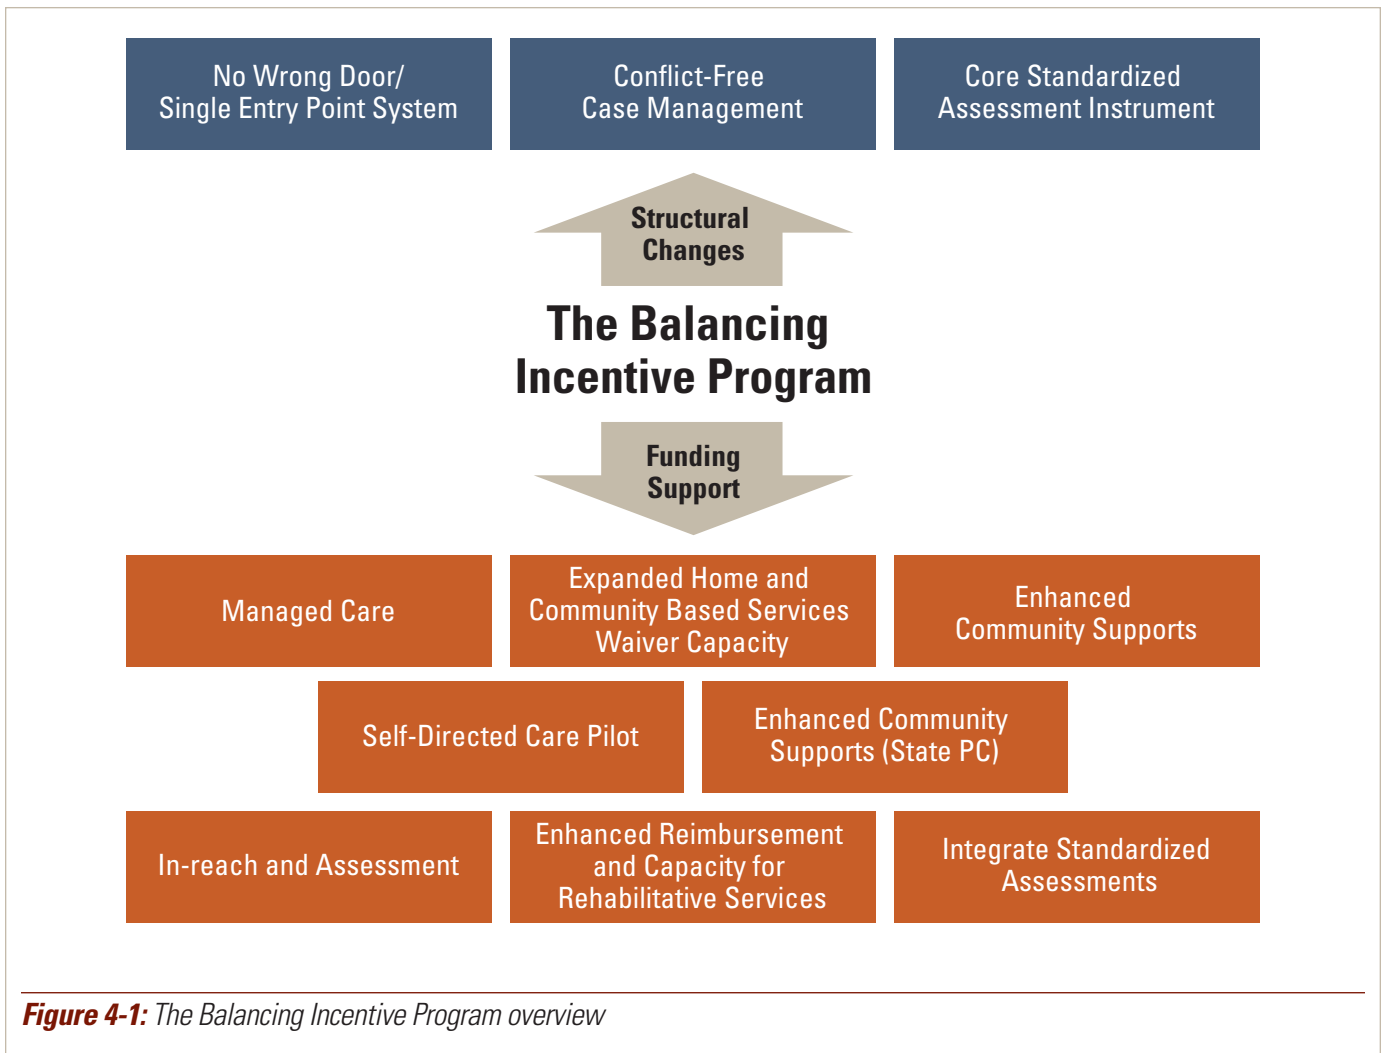 No Wrong Door/
Single Entry Point System
Conflict-Free
Case Management
Core Standardized
Assessment Instrument
Structural
Changes
The Balancing
Incentive Program
Funding
Support
Managed Care
Expanded Home and
Community Based Services
Waiver Capacity
Enhanced
Community Supports
Self-Directed Care Pilot
Enhanced Community
Supports (State PC)
In-reach and Assessment
Enhanced Reimbursement
and Capacity for
Rehabilitative Services
Integrate Standardized
Assessments
Figure 4-1: The Balancing Incentive Program overview